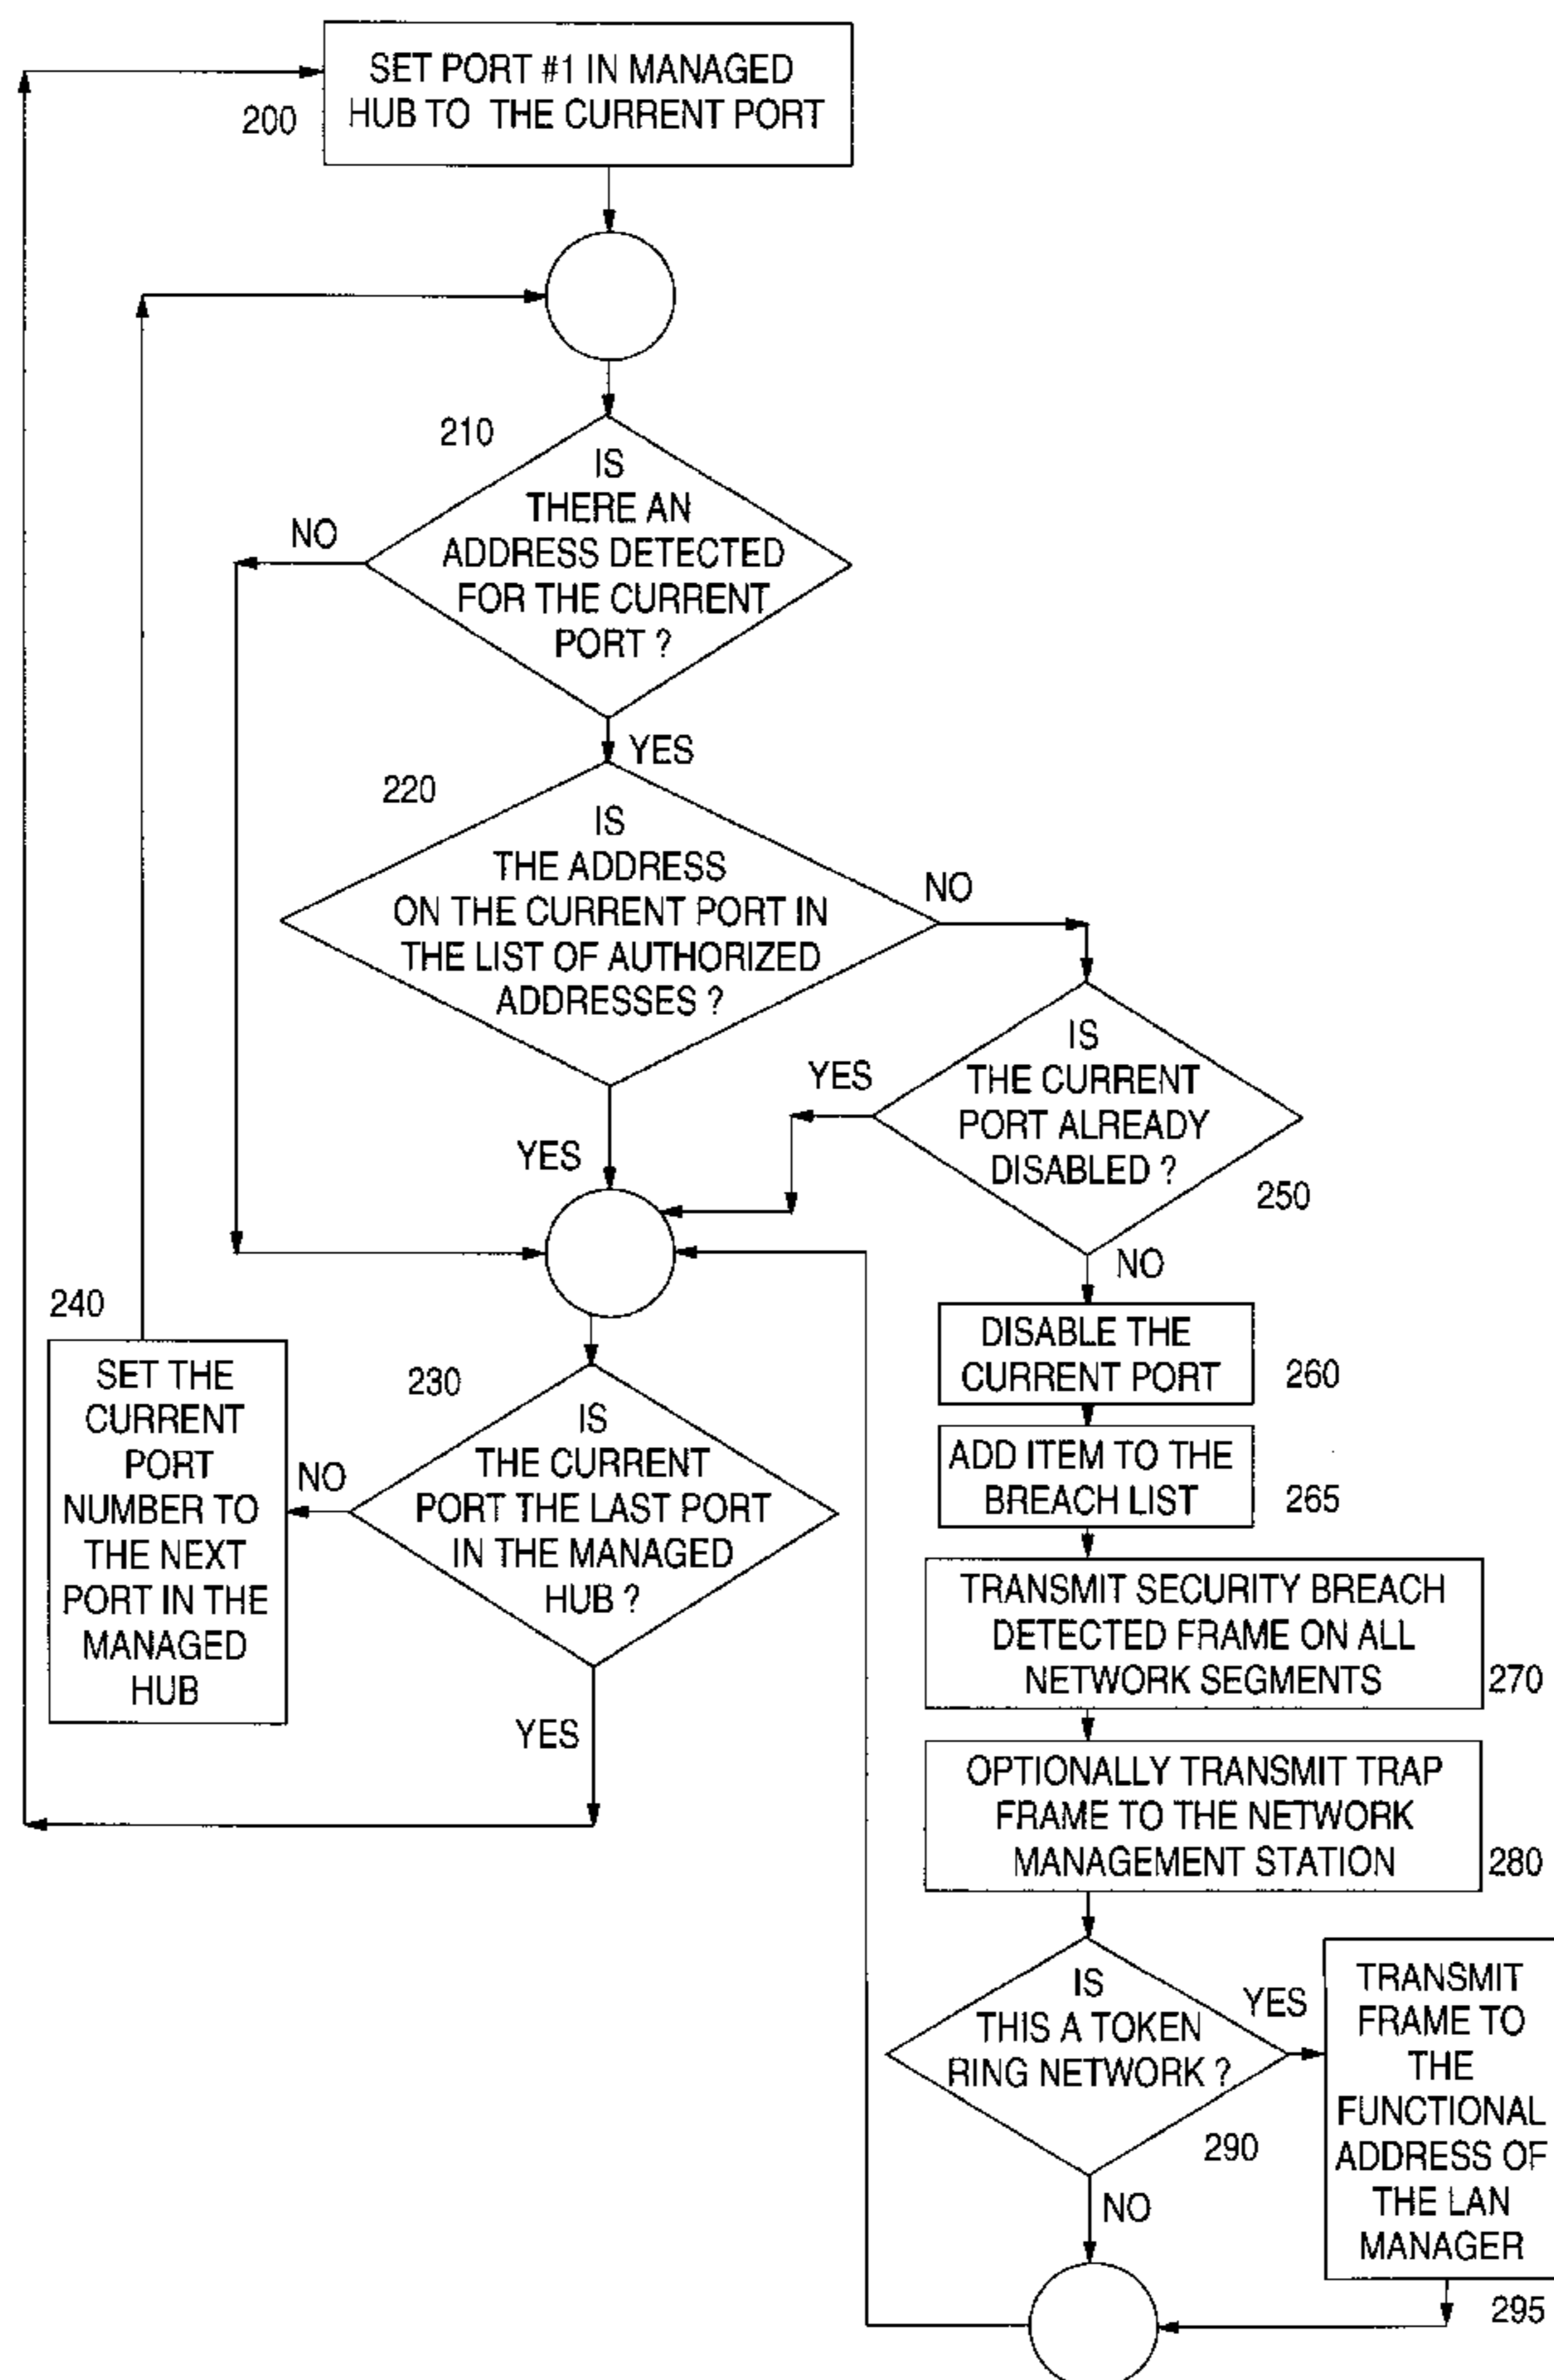 SET PORT #1 IN MANAGED
HUB TO THE CURRENT PORT
200
210
IS
THERE AN
ADDRESS DETECTED
FOR THE CURRENT
PORT ?
NO
YES
220
IS
THE ADDRESS
ON THE CURRENT PORT IN
THE LIST OF AUTHORIZED
ADDRESSES ?
NO
YES
IS
THE CURRENT
PORT ALREADY
DISABLED ?
250
YES
NO
240
SET THE
CURRENT
PORT
NUMBER TO
THE NEXT
PORT IN THE
MANAGED
HUB
230
IS
THE CURRENT
PORT THE LAST PORT
IN THE MANAGED
HUB ?
NO
YES
DISABLE THE
CURRENT PORT
260
ADD ITEM TO THE
BREACH LIST
265
TRANSMIT SECURITY BREACH
DETECTED FRAME ON ALL
NETWORK SEGMENTS
270
OPTIONALLY TRANSMIT TRAP
FRAME TO THE NETWORK
MANAGEMENT STATION
280
IS
THIS A TOKEN
RING NETWORK ?
290
YES
NO
TRANSMIT
FRAME TO
THE
FUNCTIONAL
ADDRESS OF
THE LAN
MANAGER
295